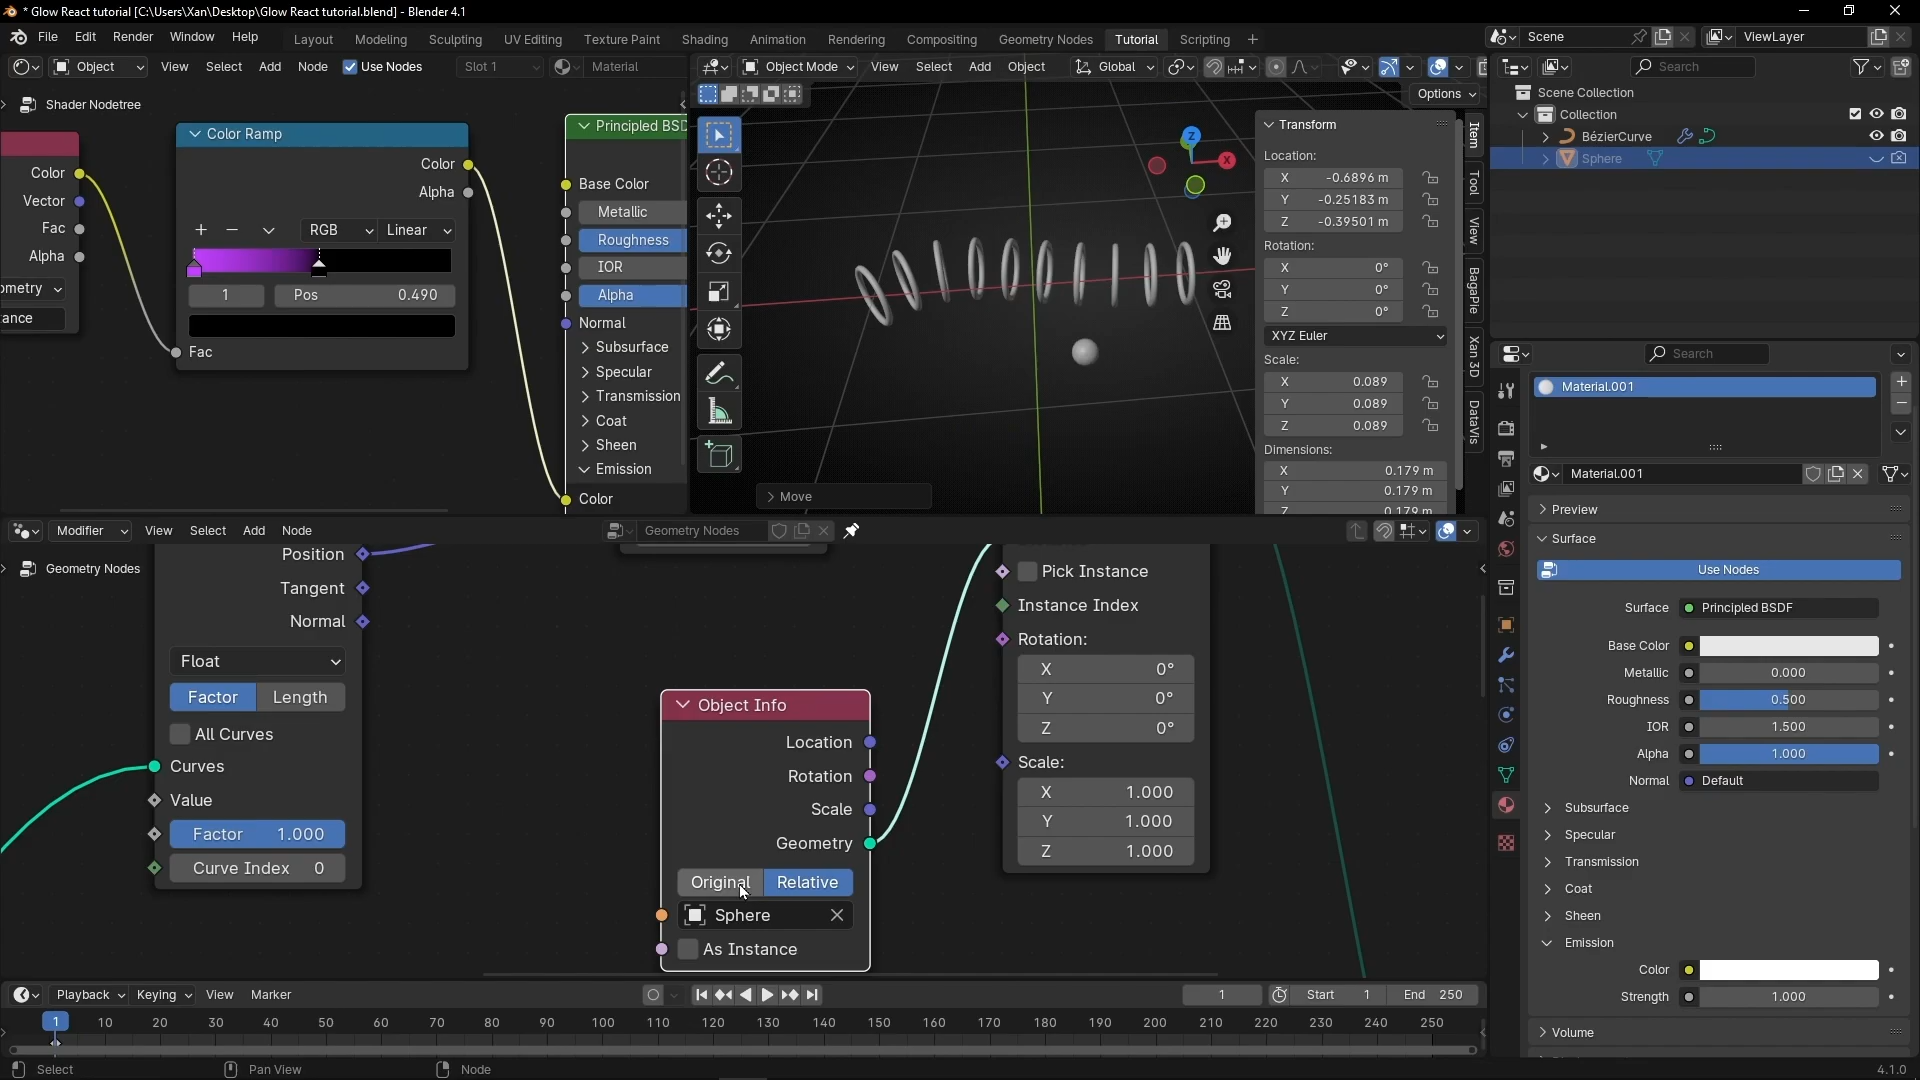 * Glow React tutorial [C:\Users\Xan\Desktop\Glow React tutorial.blend] - Blender 4.1
File Edit Render Window Help Layout Modeling Sculpting UV Editing Texture Paint Shading Animation Rendering Compositing Geometry Nodes Tutorial Scripting + Scene ViewLayer
Object View Select Add Node Use Nodes Slot 1 Material
Object Mode View Select Add Object Global
Search
Options
Shader Nodetree
Color
Vector
Fac
Alpha
ometry
ance
Color Ramp
Color
Alpha
+ − RGB Linear
1 Pos 0.490
Fac
Principled BSD
Base Color
Metallic
Roughness
IOR
Alpha
Normal
Subsurface
Specular
Transmission
Coat
Sheen
Emission
Color
Z
X
Move
Transform
Location:
X -0.6896 m
Y -0.25183 m
Z -0.39501 m
Rotation:
X 0°
Y 0°
Z 0°
XYZ Euler
Scale:
X 0.089
Y 0.089
Z 0.089
Dimensions:
X 0.179 m
Y 0.179 m
Z 0.179 m
Item
Tool
View
BagaPie
Xan 3D
DataVis
Scene Collection
Collection
BézierCurve
Sphere
Search
Material.001
Material.001
Preview
Surface
Use Nodes
Surface Principled BSDF
Base Color
Metallic 0.000
Roughness 0.500
IOR 1.500
Alpha 1.000
Normal Default
Subsurface
Specular
Transmission
Coat
Sheen
Emission
Color
Strength 1.000
Volume
Modifier View Select Add Node Geometry Nodes
Geometry Nodes
Position
Tangent
Normal
Float
Factor Length
All Curves
Curves
Value
Factor 1.000
Curve Index 0
Object Info
Location
Rotation
Scale
Geometry
Original Relative
Sphere
As Instance
Pick Instance
Instance Index
Rotation:
X 0°
Y 0°
Z 0°
Scale:
X 1.000
Y 1.000
Z 1.000
Playback Keying View Marker 1 Start 1 End 250
1 10 20 30 40 50 60 70 80 90 100 110 120 130 140 150 160 170 180 190 200 210 220 230 240 250
Select Pan View Node 4.1.0